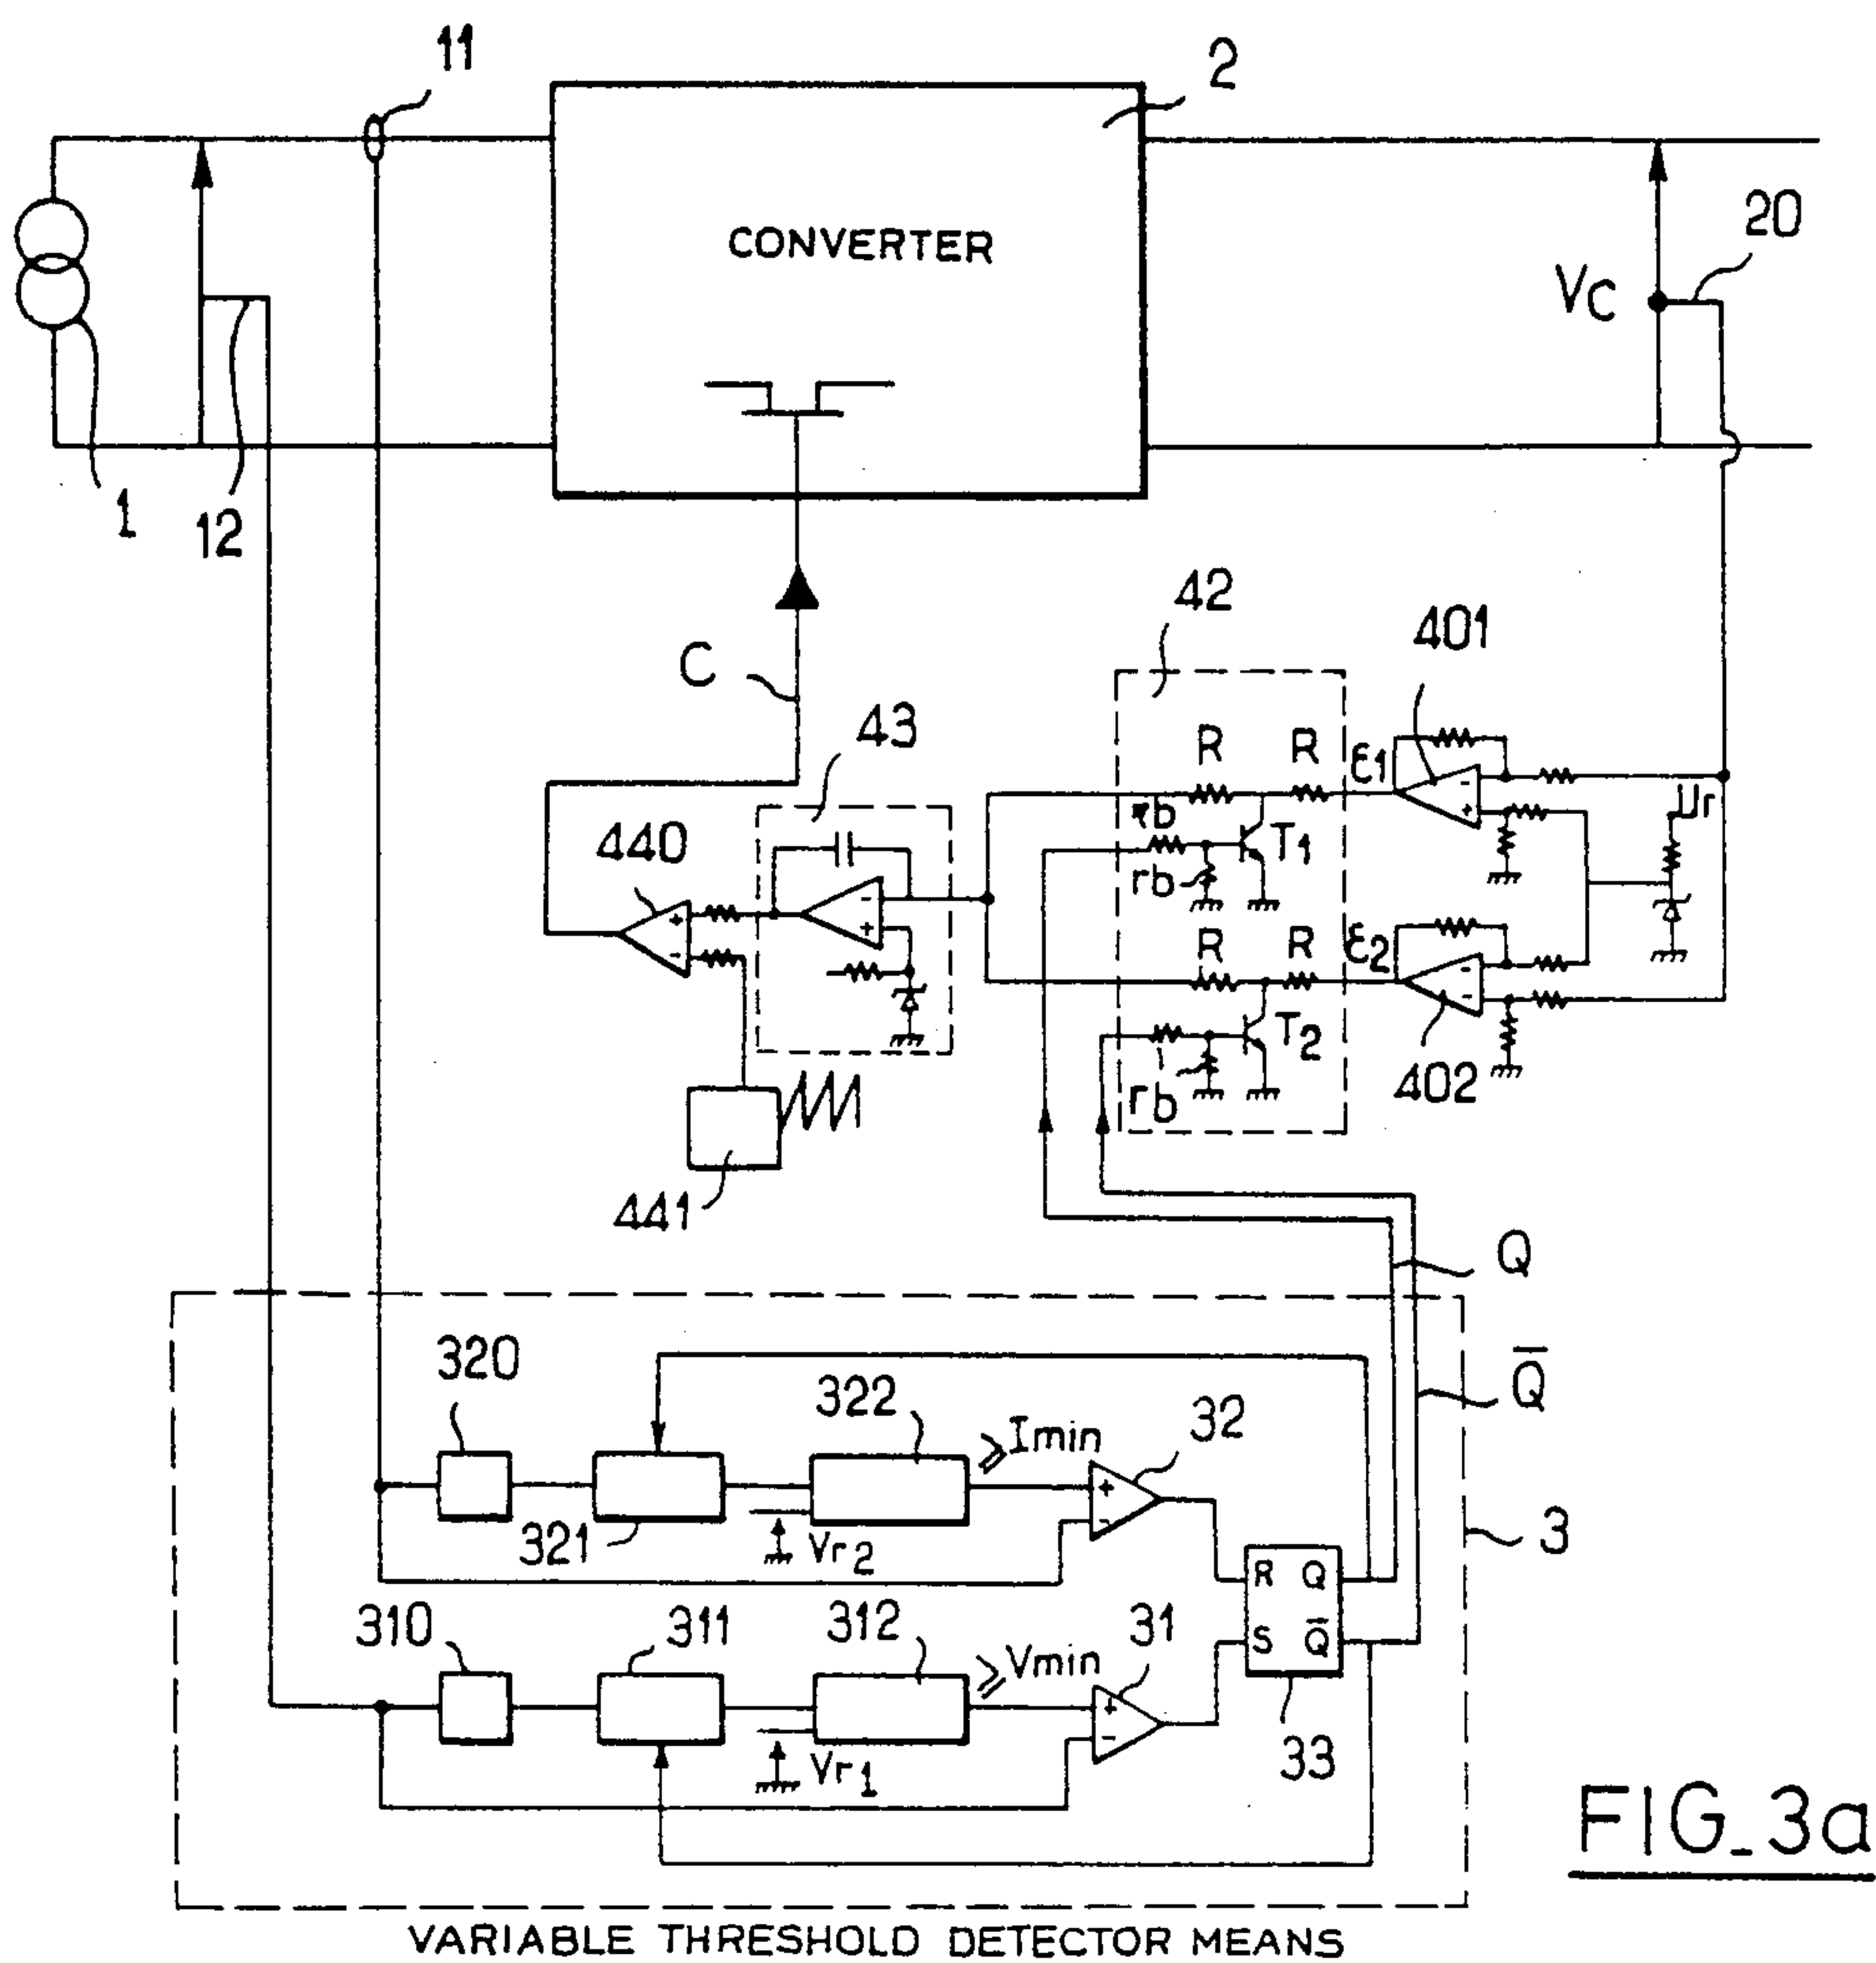 11
2
CONVERTER
20
VC
1
12
42
401
C
43
R R ε1
Ur
rb
T1
440
rb
- +
- +
+ -
R R ε2
- -
T2
rb
402
441
Q
Q̅
320
322
≥Imin
32
+ -
321
Vr2
3
R Q
S Q̅
310
311
312
≥Vmin
31
+ -
Vr1
33
FIG_3a
VARIABLE THRESHOLD DETECTOR MEANS